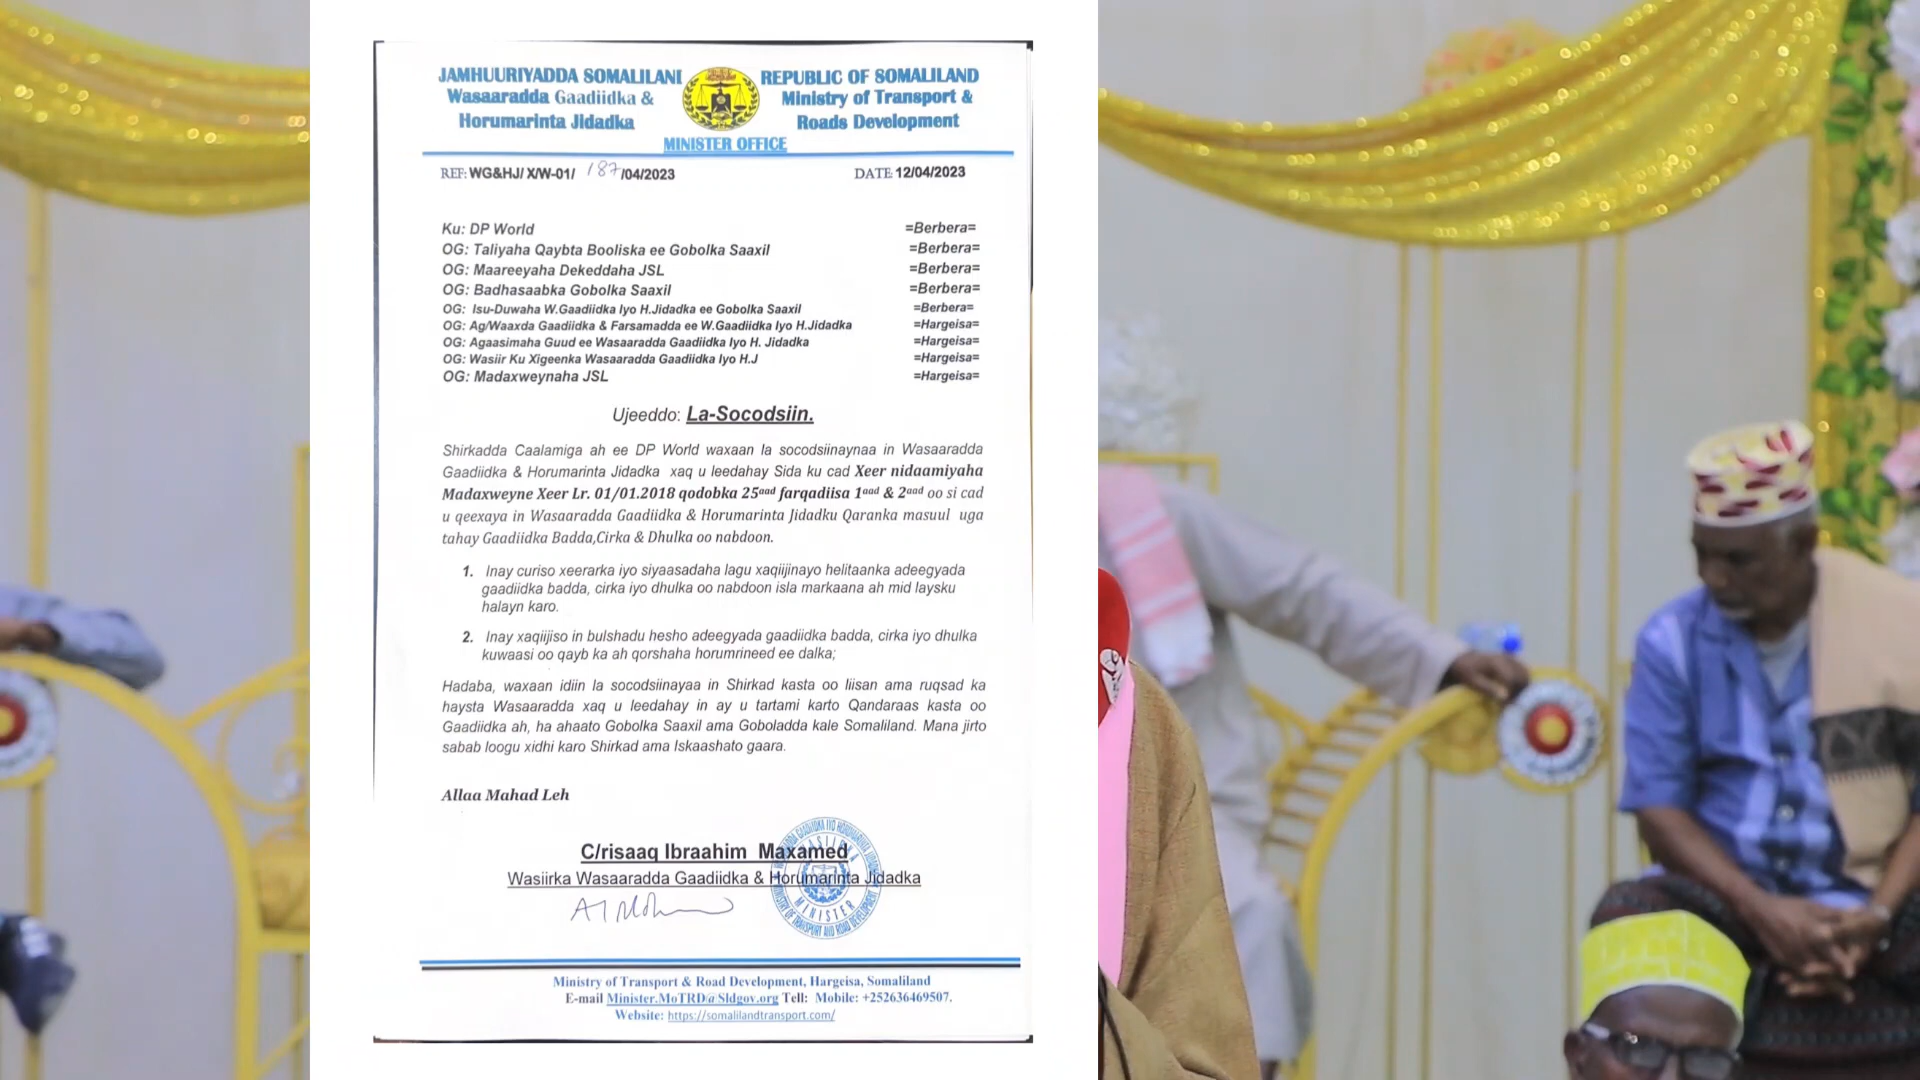 JAMHUURIYADDA SOMALILANI
Wasaaradda Gaadiidka &
Horumarinta Jidadka
REPUBLIC OF SOMALILAND
Ministry of Transport &
Roads Development
MINISTER OFFICE
REF: WG&HJ/ X/W-01/ 187 /04/2023 DATE 12/04/2023
Ku: DP World =Berbera=
OG: Taliyaha Qaybta Booliska ee Gobolka Saaxil =Berbera=
OG: Maareeyaha Dekeddaha JSL =Berbera=
OG: Badhasaabka Gobolka Saaxil =Berbera=
OG: Isu-Duwaha W.Gaadiidka Iyo H.Jidadka ee Gobolka Saaxil =Berbera=
OG: Ag/Waaxda Gaadiidka & Farsamadda ee W.Gaadiidka Iyo H.Jidadka =Hargeisa=
OG: Agaasimaha Guud ee Wasaaradda Gaadiidka Iyo H. Jidadka =Hargeisa=
OG: Wasiir Ku Xigeenka Wasaaradda Gaadiidka Iyo H.J =Hargeisa=
OG: Madaxweynaha JSL =Hargeisa=
Ujeeddo: La-Socodsiin.
Shirkadda Caalamiga ah ee DP World waxaan la socodsiinaynaa in Wasaaradda
Gaadiidka & Horumarinta Jidadka xaq u leedahay Sida ku cad Xeer nidaamiyaha
Madaxweyne Xeer Lr. 01/01.2018 qodobka 25aad farqadiisa 1aad & 2aad oo si cad
u qeexaya in Wasaaradda Gaadiidka & Horumarinta Jidadku Qaranka masuul uga
tahay Gaadiidka Badda,Cirka & Dhulka oo nabdoon.
1. Inay curiso xeerarka iyo siyaasadaha lagu xaqiijinayo helitaanka adeegyada
gaadiidka badda, cirka iyo dhulka oo nabdoon isla markaana ah mid laysku
halayn karo.
2. Inay xaqiijiso in bulshadu hesho adeegyada gaadiidka badda, cirka iyo dhulka
kuwaasi oo qayb ka ah qorshaha horumrineed ee dalka;
Hadaba, waxaan idiin la socodsiinayaa in Shirkad kasta oo liisan ama ruqsad ka
haysta Wasaaradda xaq u leedahay in ay u tartami karto Qandaraas kasta oo
Gaadiidka ah, ha ahaato Gobolka Saaxil ama Goboladda kale Somaliland. Mana jirto
sabab loogu xidhi karo Shirkad ama Iskaashato gaara.
Allaa Mahad Leh
C/risaaq Ibraahim Maxamed
Wasiirka Wasaaradda Gaadiidka & Horumarinta Jidadka
MINISTER
Ministry of Transport & Road Development, Hargeisa, Somaliland
E-mail Minister.MoTRD@Sldgov.org Tell: Mobile: +252636469507.
Website: https://somalilandtransport.com/